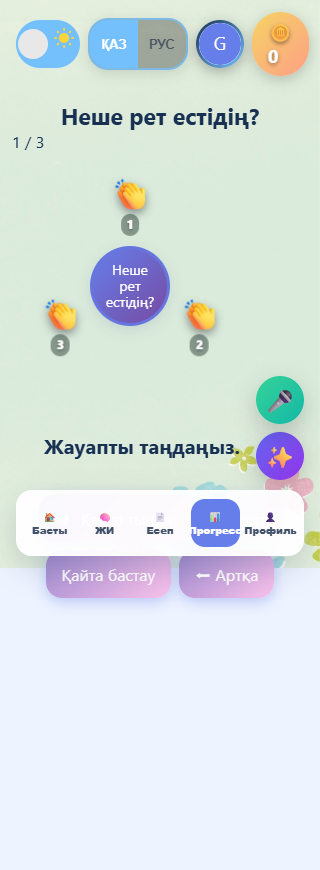 ҚАЗ РУС G 0
Неше рет естідің?
1 / 3
1
Неше
рет
естідің?
3 2
Жауапты таңдаңыз.
Басты ЖИ Есеп Прогресс Профиль
Қайта бастау ⬅ Артқа